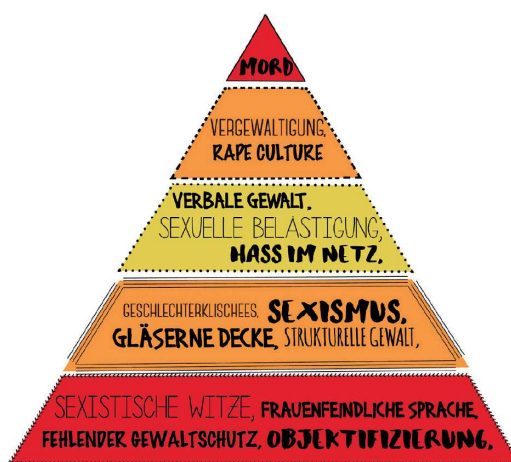 MORD
VERGEWALTIGUNG,
RAPE CULTURE
VERBALE GEWALT.
SEXUELLE BELÄSTIGUNG,
HASS IM NETZ.
GESCHLECHTERKLISCHEES, SEXISMUS,
GLÄSERNE DECKE, STRUKTURELLE GEWALT,
SEXISTISCHE WITZE, FRAUENFEINDLICHE SPRACHE,
FEHLENDER GEWALTSCHUTZ, OBJEKTIFIZIERUNG,